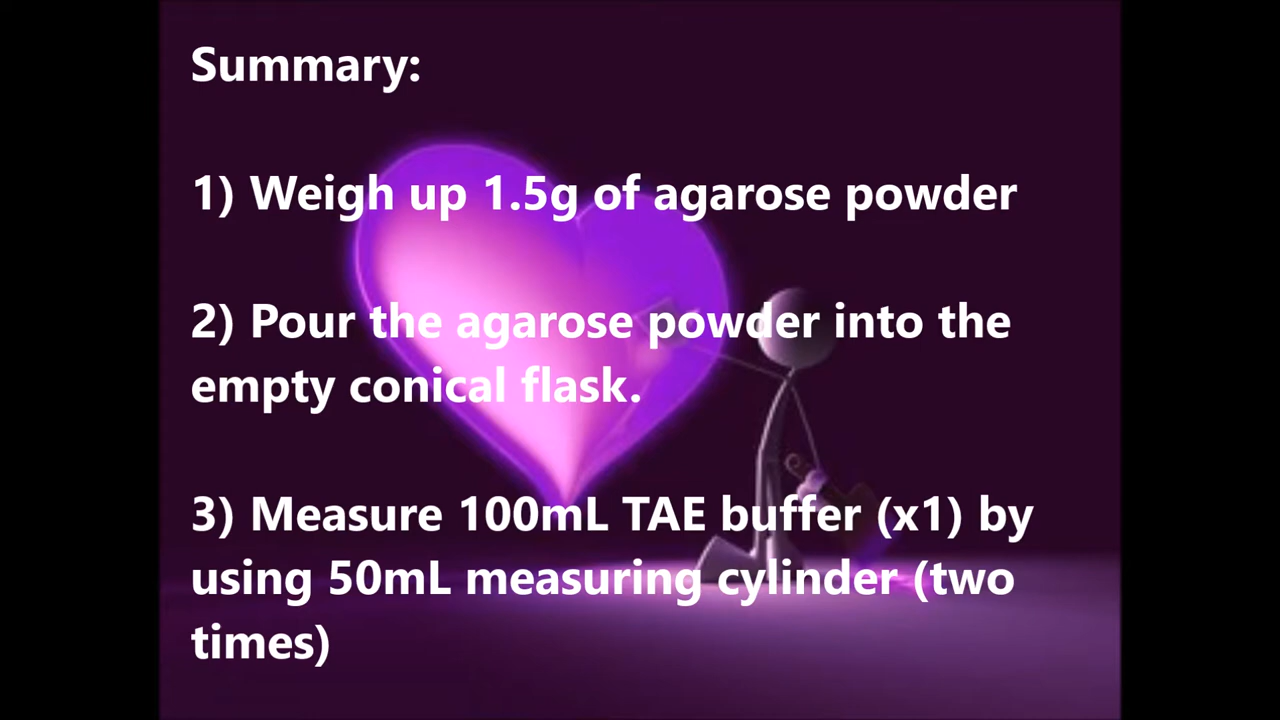 Summary:
1) Weigh up 1.5g of agarose powder
2) Pour the agarose powder into the
empty conical flask.
3) Measure 100mL TAE buffer (x1) by
using 50mL measuring cylinder (two
times)